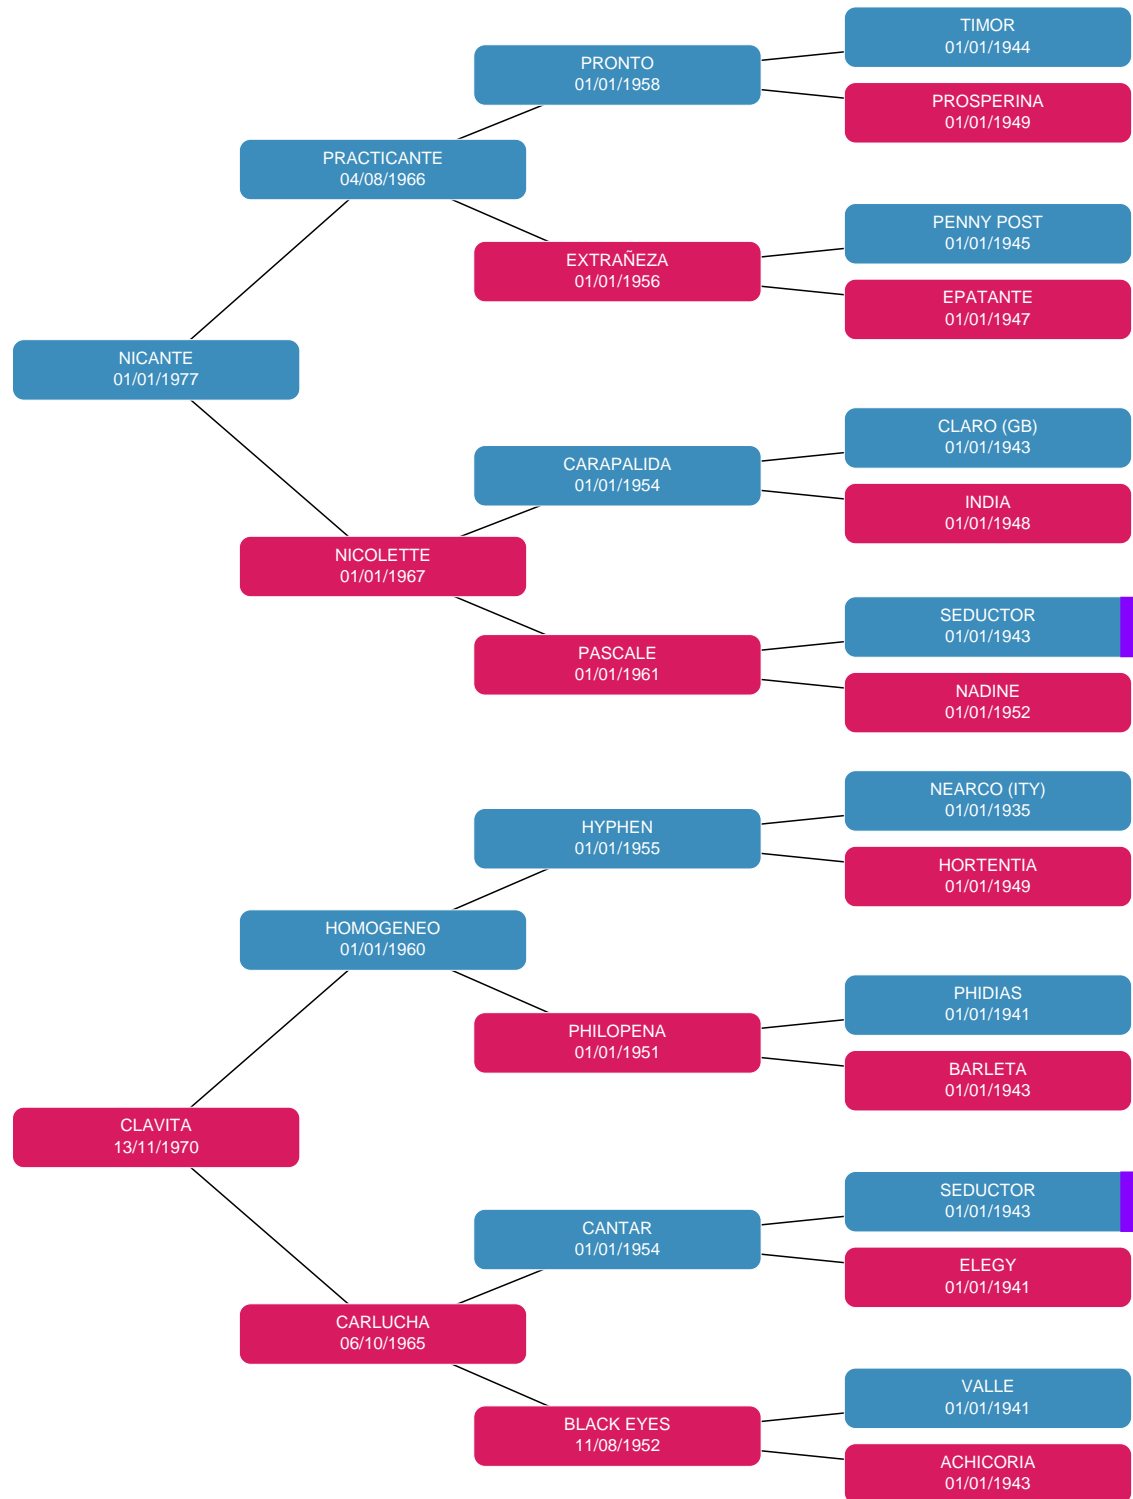 TIMOR
01/01/1944
PRONTO
01/01/1958
PROSPERINA
01/01/1949
PRACTICANTE
04/08/1966
PENNY POST
01/01/1945
EXTRAÑEZA
01/01/1956
EPATANTE
01/01/1947
NICANTE
01/01/1977
CLARO (GB)
01/01/1943
CARAPALIDA
01/01/1954
INDIA
01/01/1948
NICOLETTE
01/01/1967
SEDUCTOR
01/01/1943
PASCALE
01/01/1961
NADINE
01/01/1952
NEARCO (ITY)
01/01/1935
HYPHEN
01/01/1955
HORTENTIA
01/01/1949
HOMOGENEO
01/01/1960
PHIDIAS
01/01/1941
PHILOPENA
01/01/1951
BARLETA
01/01/1943
CLAVITA
13/11/1970
SEDUCTOR
01/01/1943
CANTAR
01/01/1954
ELEGY
01/01/1941
CARLUCHA
06/10/1965
VALLE
01/01/1941
BLACK EYES
11/08/1952
ACHICORIA
01/01/1943